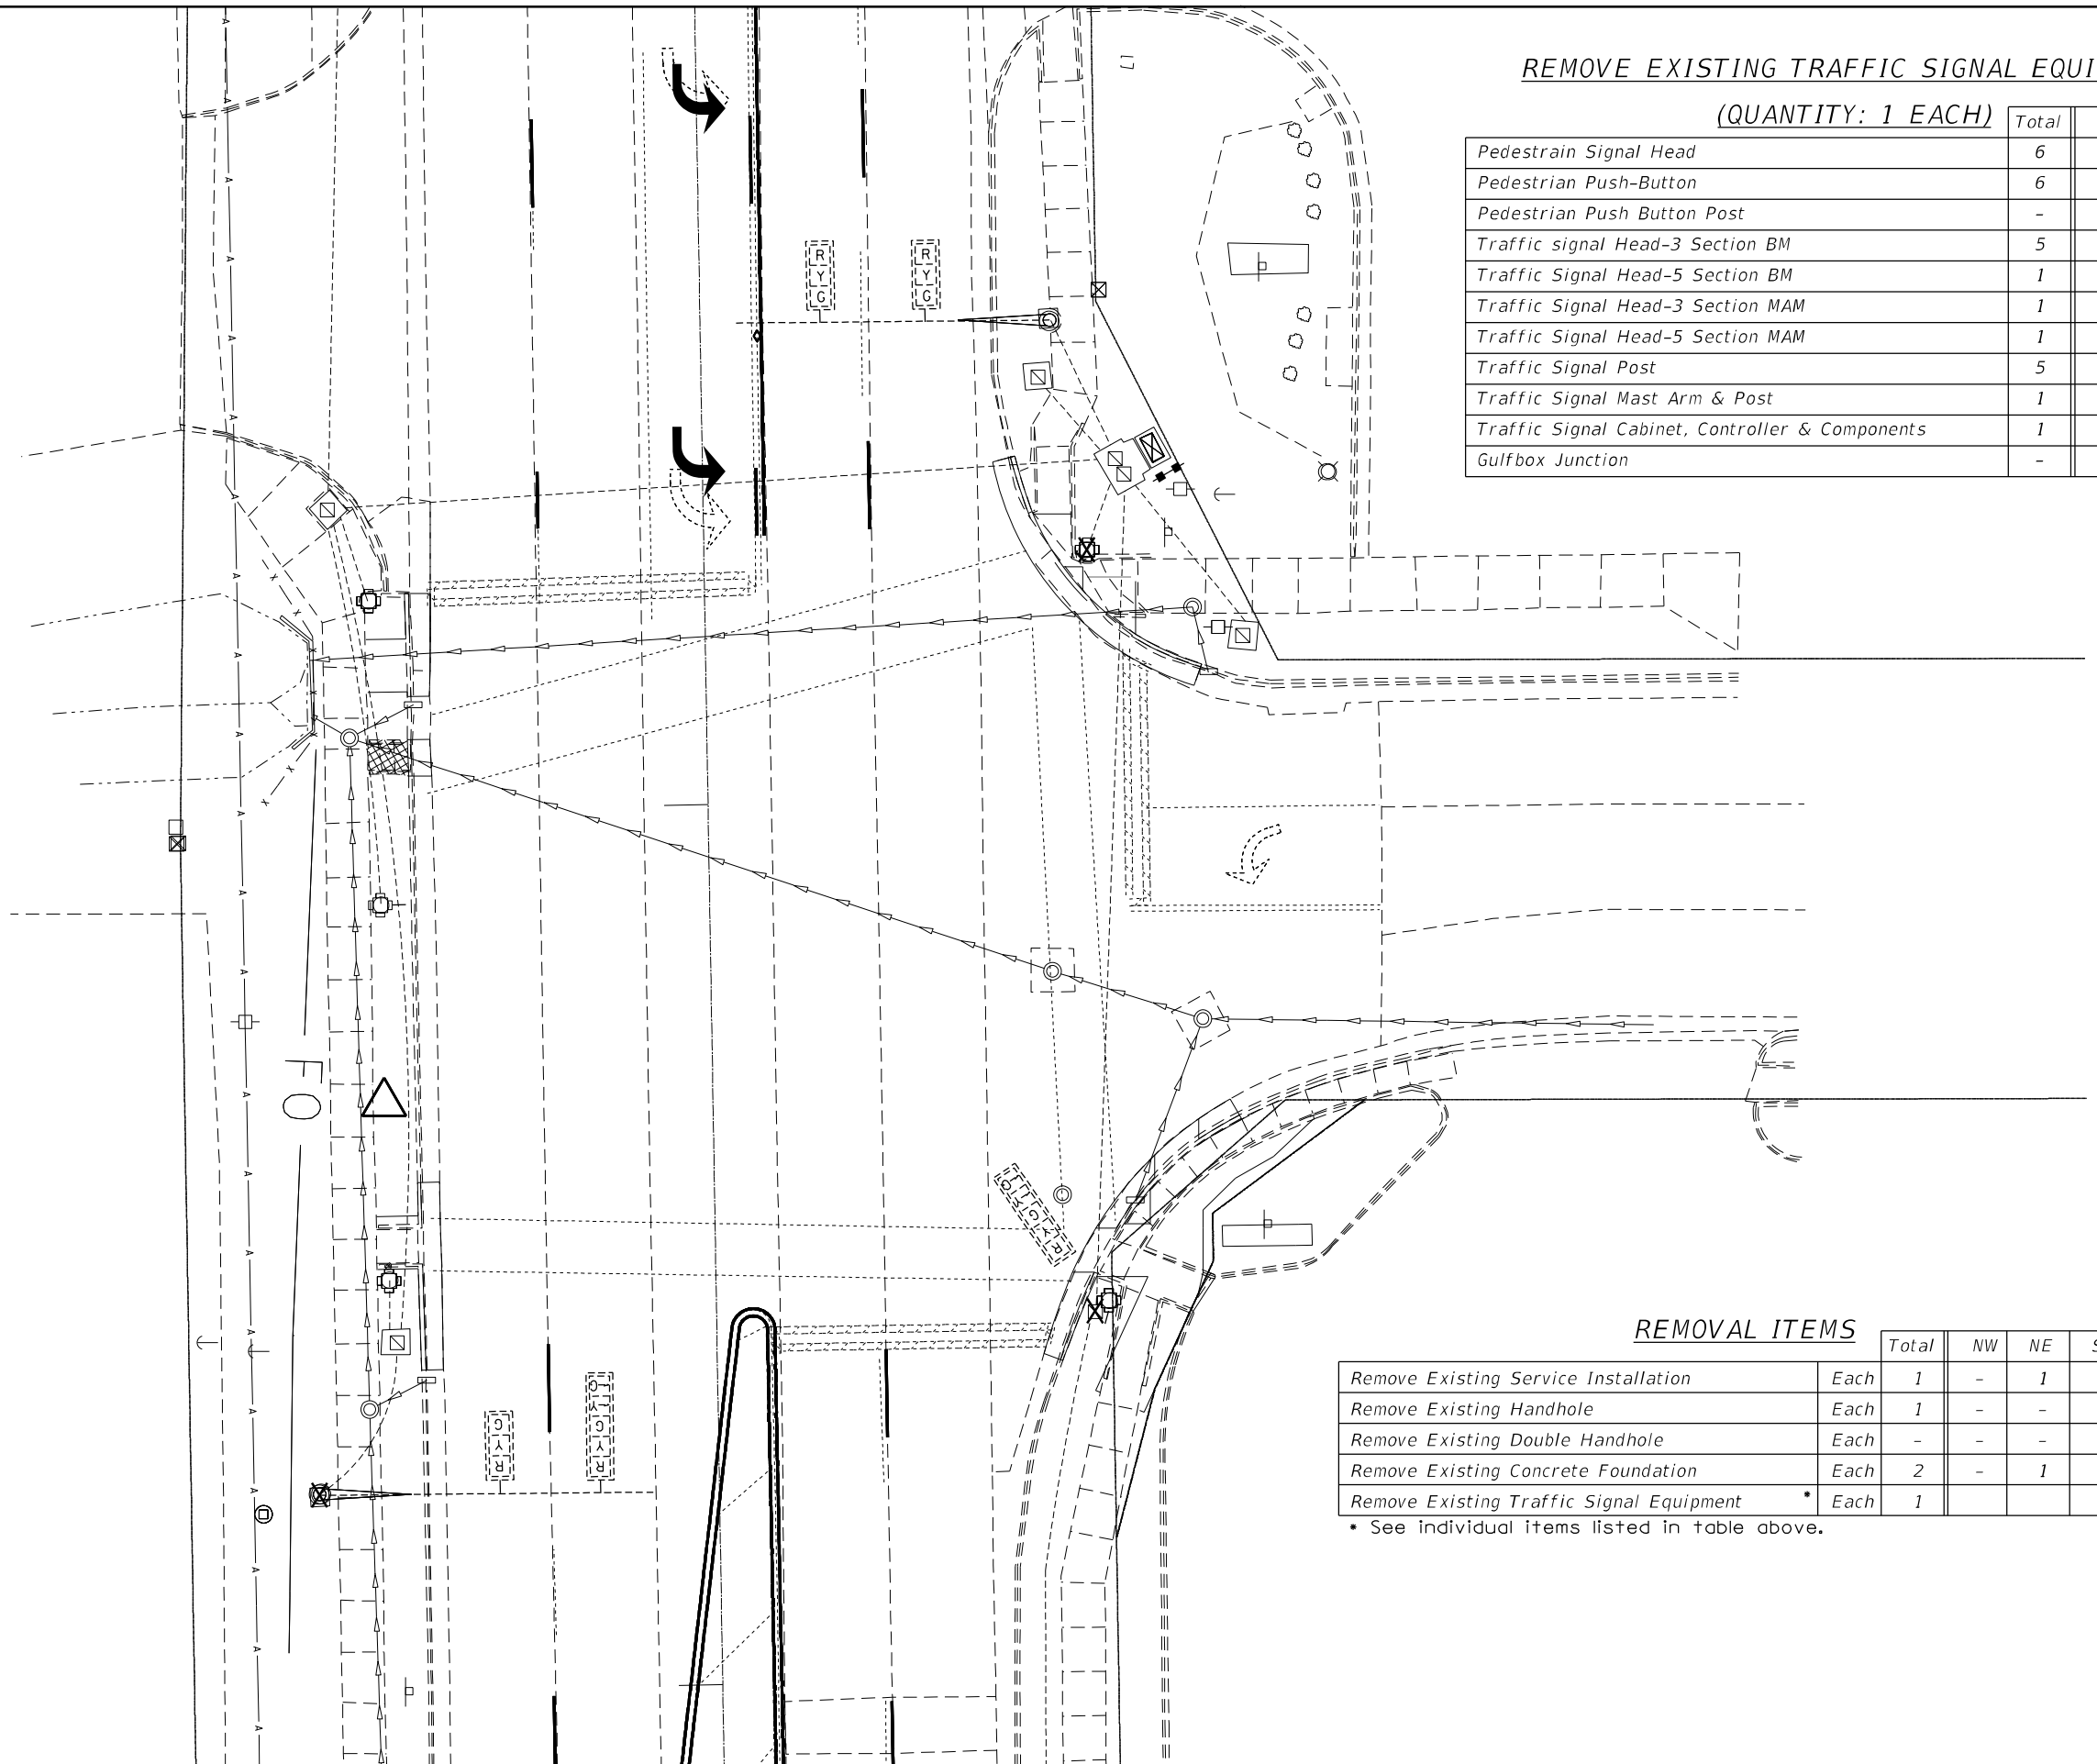 REMOVE EXISTING TRAFFIC SIGNAL EQUI
(QUANTITY: 1 EACH) Total
Pedestrain Signal Head 6
Pedestrian Push-Button 6
Pedestrian Push Button Post -
Traffic signal Head-3 Section BM 5
Traffic Signal Head-5 Section BM 1
Traffic Signal Head-3 Section MAM 1
Traffic Signal Head-5 Section MAM 1
Traffic Signal Post 5
Traffic Signal Mast Arm & Post 1
Traffic Signal Cabinet, Controller & Components 1
Gulfbox Junction -
R R
Y Y
G G
FO
R Y G
R Y G
R Y G
REMOVAL ITEMS
Total NW NE S
Remove Existing Service Installation Each 1 - 1
Remove Existing Handhole Each 1 - -
Remove Existing Double Handhole Each - - -
Remove Existing Concrete Foundation Each 2 - 1
Remove Existing Traffic Signal Equipment * Each 1
* See individual items listed in table above.